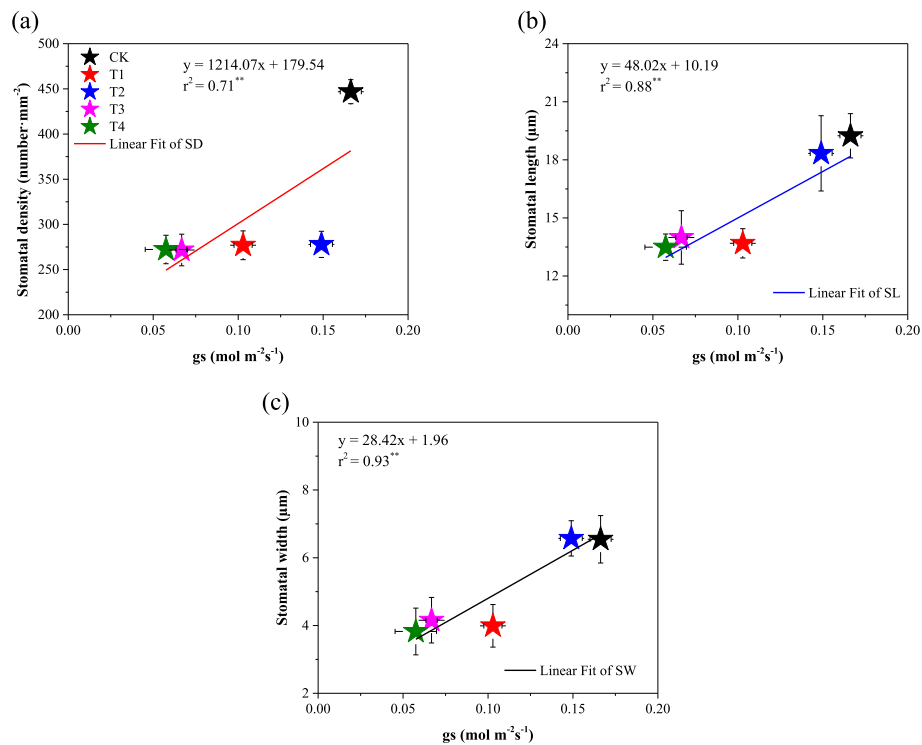 (a)
500
450
400
350
300
250
200
Stomatal density (number·mm⁻²)
CK
T1
T2
T3
T4
Linear Fit of SD
y = 1214.07x + 179.54
r² = 0.71**
0.00 0.05 0.10 0.15 0.20
gs (mol m⁻²s⁻¹)
(b)
24
21
18
15
12
9
Stomatal length (μm)
y = 48.02x + 10.19
r² = 0.88**
Linear Fit of SL
0.00 0.05 0.10 0.15 0.20
gs (mol m⁻²s⁻¹)
(c)
10
8
6
4
2
Stomatal width (μm)
y = 28.42x + 1.96
r² = 0.93**
Linear Fit of SW
0.00 0.05 0.10 0.15 0.20
gs (mol m⁻²s⁻¹)